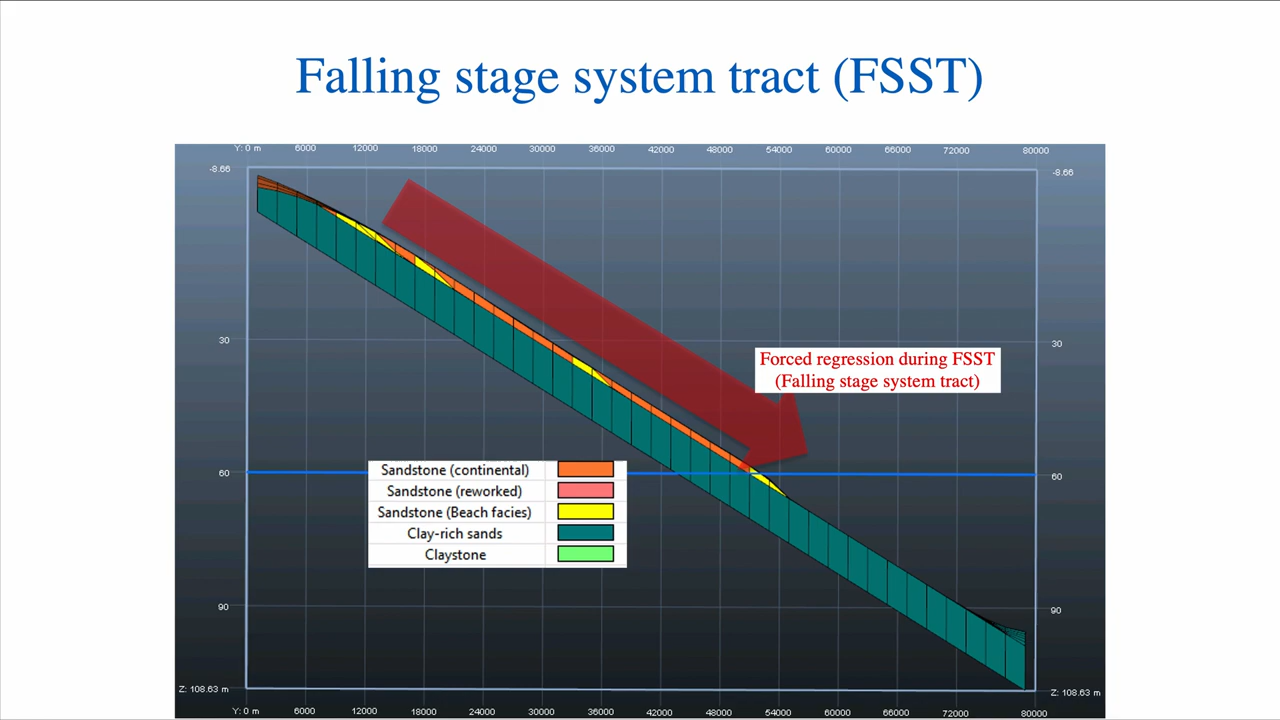 Falling stage system tract (FSST)
Y: 0 m 6000 12000 18000 24000 30000 36000 42000 48000 54000 60000 66000 72000 80000
-8.66 -8.66
30 30
Forced regression during FSST
(Falling stage system tract)
60 60
Sandstone (continental)
Sandstone (reworked)
Sandstone (Beach facies)
Clay-rich sands
Claystone
90 90
Z: 108.63 m Z: 108.63 m
Y: 0 m 6000 12000 18000 24000 30000 36000 42000 48000 54000 60000 66000 72000 80000